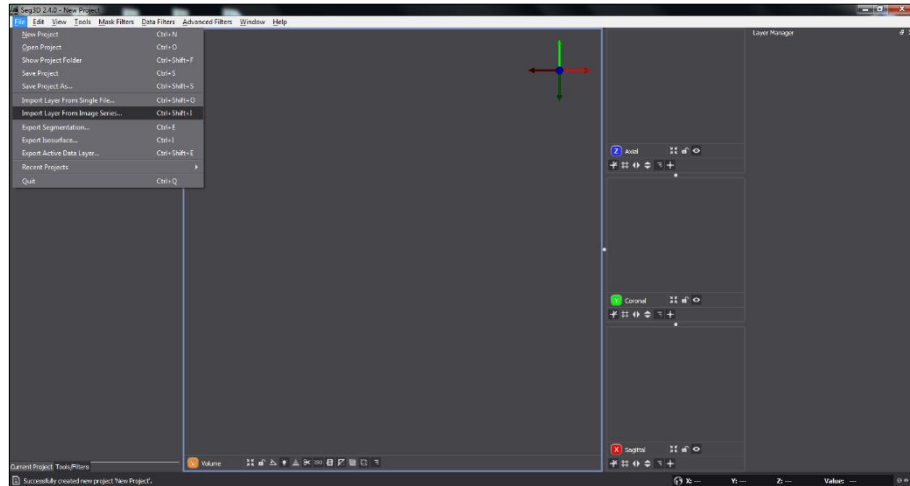 Seg3D 2.4.0 - New Project
File Edit View Tools Mask Filters Data Filters Advanced Filters Window Help
New Project Ctrl+N
Open Project Ctrl+O
Show Project Folder Ctrl+Shift+F
Save Project Ctrl+S
Save Project As... Ctrl+Shift+S
Import Layer From Single File... Ctrl+Shift+O
Import Layer From Image Series... Ctrl+Shift+I
Export Segmentation... Ctrl+E
Export Isosurface... Ctrl+I
Export Active Data Layer... Ctrl+Shift+E
Recent Projects
Quit Ctrl+Q
Layer Manager
Z Axial
Y Coronal
X Sagittal
Volume
Current Project Tools/Filters
Successfully created new project 'New Project'.
X: --- Y: --- Z: --- Value: ---